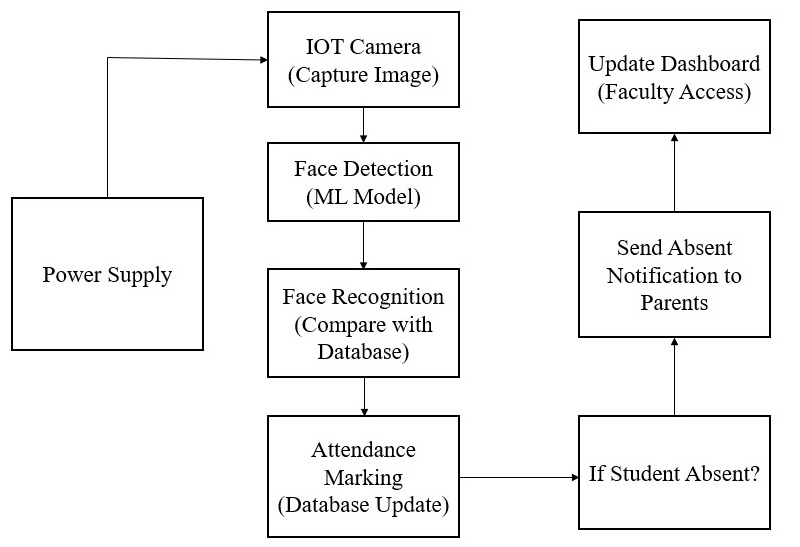 IOT Camera
(Capture Image)
Face Detection
(ML Model)
Power Supply
Face Recognition
(Compare with
Database)
Attendance
Marking
(Database Update)
If Student Absent?
Send Absent
Notification to
Parents
Update Dashboard
(Faculty Access)